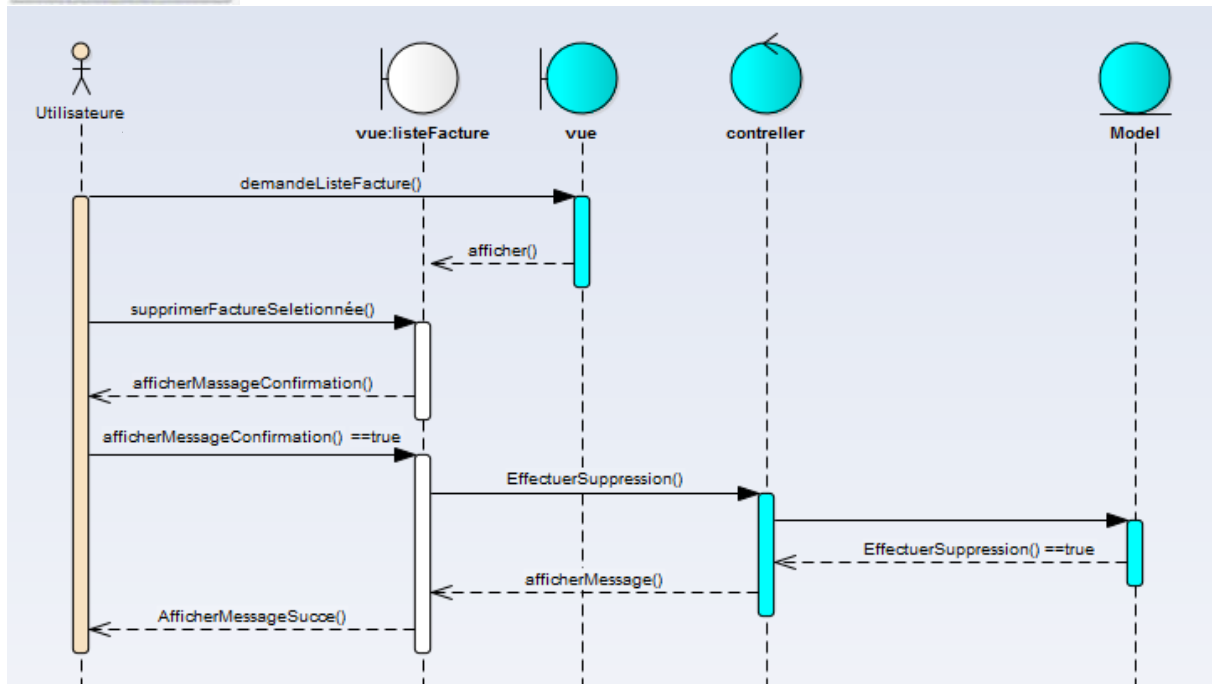 Utilisateure
vue:listeFacture
vue
contreller
Model
demandeListeFacture()
afficher()
supprimerFactureSeletionnée()
afficherMassageConfirmation()
afficherMessageConfirmation() ==true
EffectuerSuppression()
EffectuerSuppression() ==true
afficherMessage()
AfficherMessageSucce()